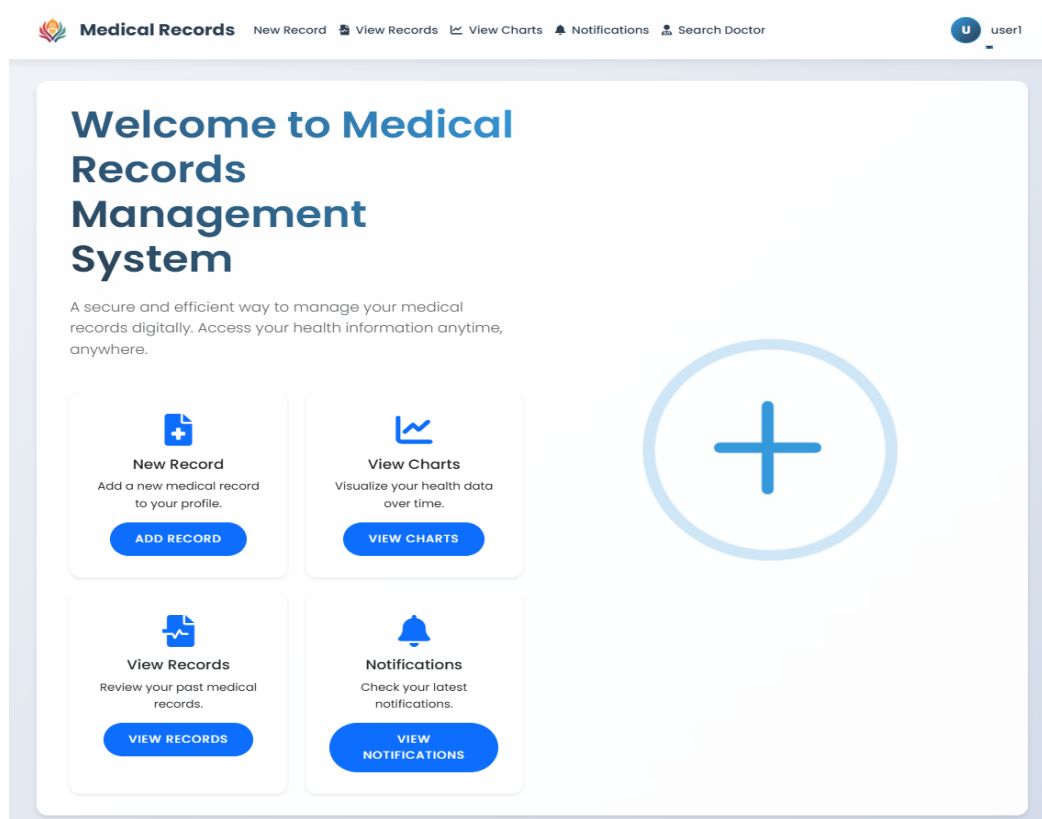 Medical Records New Record View Records View Charts Notifications Search Doctor U user1
Welcome to Medical
Records
Management
System
A secure and efficient way to manage your medical
records digitally. Access your health information anytime,
anywhere.
New Record
Add a new medical record
to your profile.
ADD RECORD
View Charts
Visualize your health data
over time.
VIEW CHARTS
View Records
Review your past medical
records.
VIEW RECORDS
Notifications
Check your latest
notifications.
VIEW
NOTIFICATIONS